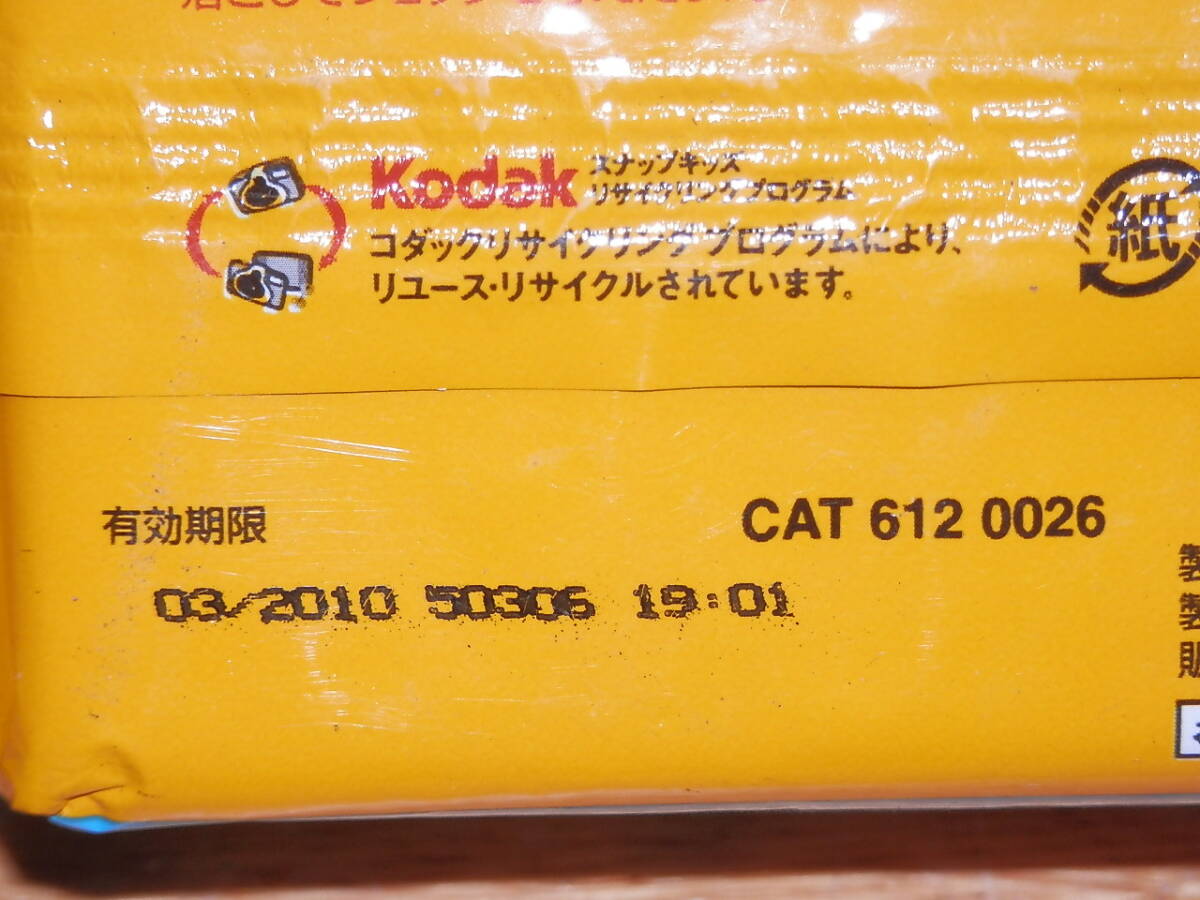 Kodak スナップキッズ
リサイクリングプログラム
コダックリサイクリングプログラムにより、
リユース・リサイクルされています。
紙
有効期限
CAT 612 0026
03/2010 50306 19:01
製
製
販